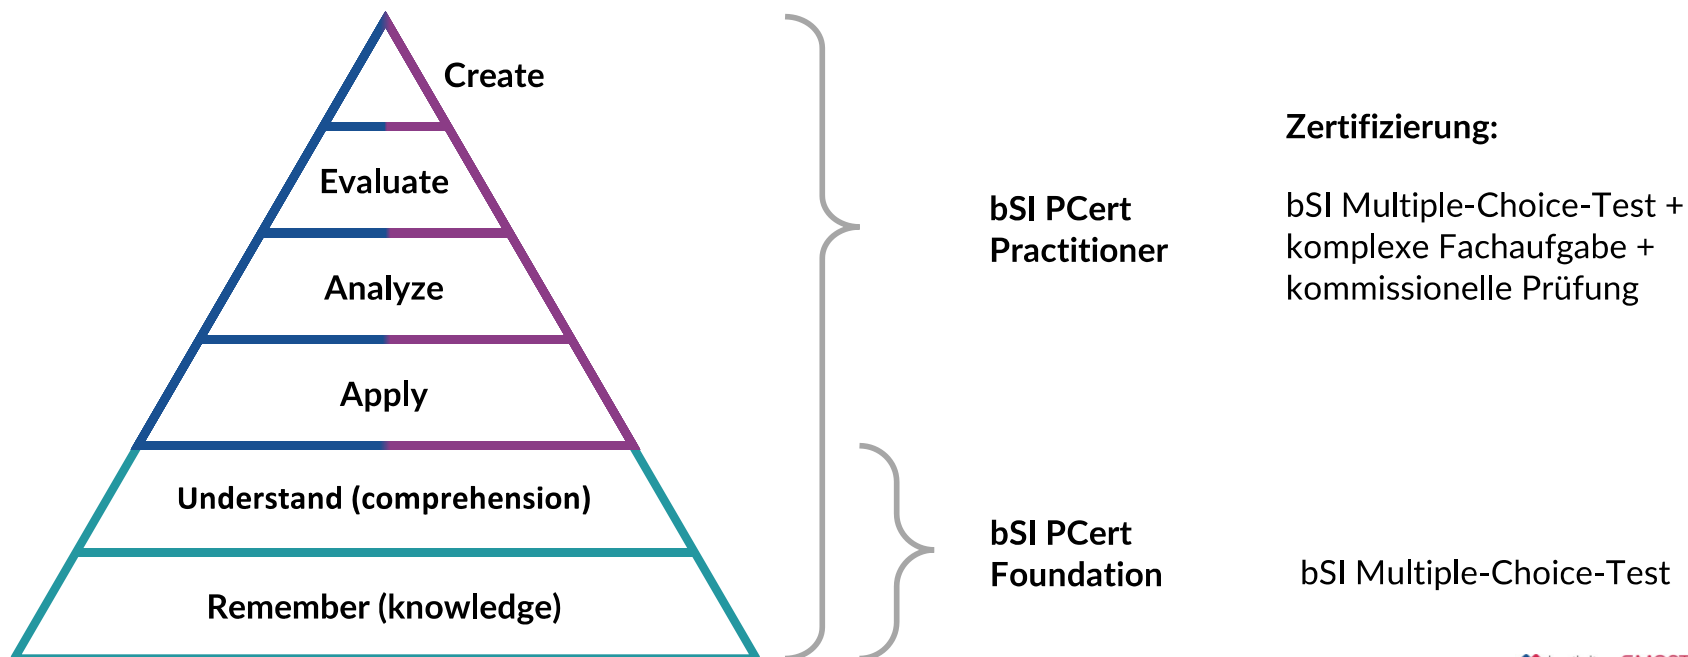 Create
Evaluate
Analyze
Apply
Understand (comprehension)
Remember (knowledge)
bSI PCert
Practitioner
bSI PCert
Foundation
Zertifizierung:
bSI Multiple-Choice-Test +
komplexe Fachaufgabe +
kommissionelle Prüfung
bSI Multiple-Choice-Test